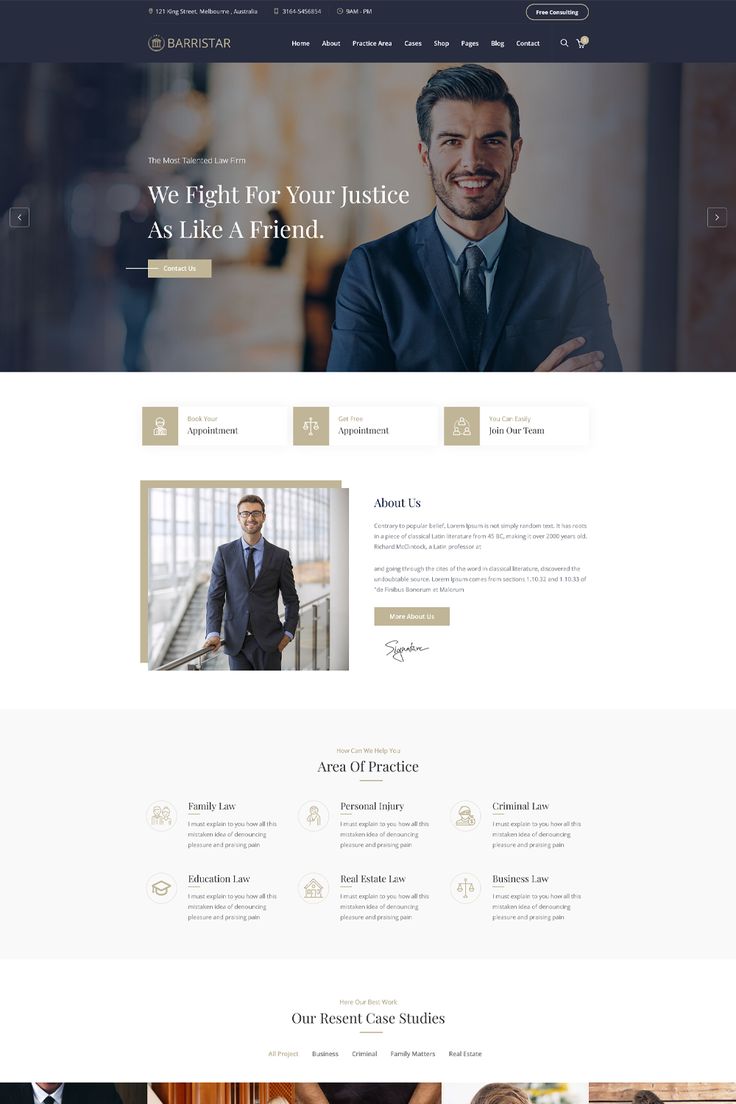 121 King Street, Melbourne , Australia
3164-5456854
9AM - PM
Free Consulting
BARRISTAR
Home About Practice Area Cases Shop Pages Blog Contact
0
The Most Talented Law Firm
We Fight For Your Justice
As Like A Friend.
Contact Us
Book Your
Appointment
Get Free
Appointment
You Can Easily
Join Our Team
About Us
Contrary to popular belief, Lorem Ipsum is not simply random text. It has roots
in a piece of classical Latin literature from 45 BC, making it over 2000 years old.
Richard McClintock, a Latin professor at
and going through the cites of the word in classical literature, discovered the
undoubtable source. Lorem Ipsum comes from sections 1.10.32 and 1.10.33 of
"de Finibus Bonorum et Malorum
More About Us
Signature
How Can We Help You
Area Of Practice
Family Law
I must explain to you how all this
mistaken idea of denouncing
pleasure and praising pain
Personal Injury
I must explain to you how all this
mistaken idea of denouncing
pleasure and praising pain
Criminal Law
I must explain to you how all this
mistaken idea of denouncing
pleasure and praising pain
Education Law
I must explain to you how all this
mistaken idea of denouncing
pleasure and praising pain
Real Estate Law
I must explain to you how all this
mistaken idea of denouncing
pleasure and praising pain
Business Law
I must explain to you how all this
mistaken idea of denouncing
pleasure and praising pain
Here Our Best Work
Our Resent Case Studies
All Project Business Criminal Family Matters Real Estate